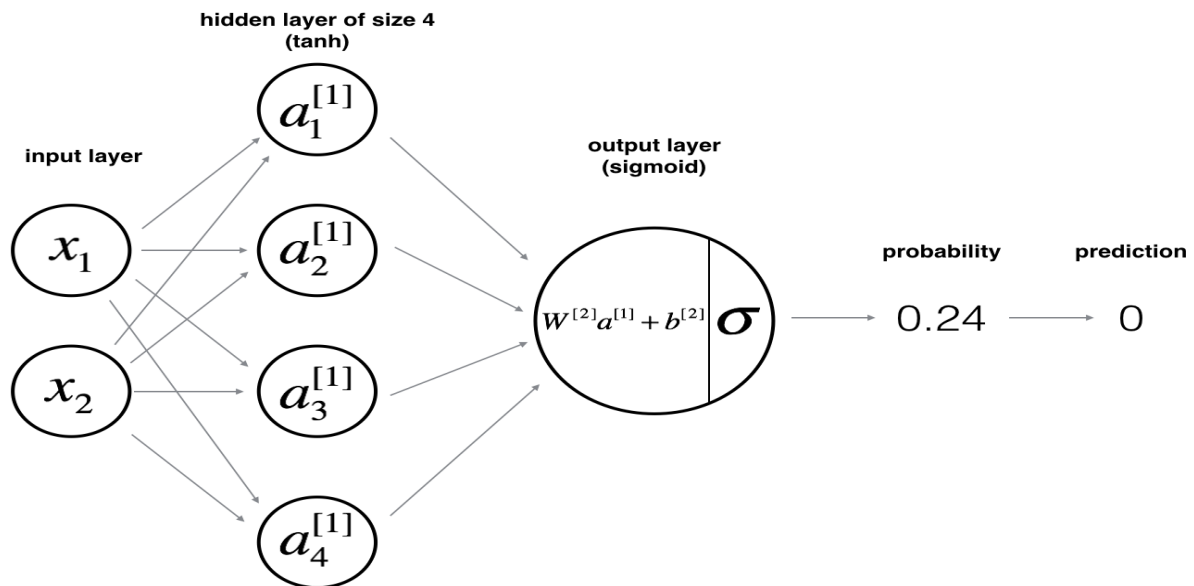 hidden layer of size 4
(tanh)
input layer
x₁
x₂
a₁^[1]
a₂^[1]
a₃^[1]
a₄^[1]
output layer
(sigmoid)
W^[2]a^[1] + b^[2]
σ
probability
0.24
prediction
0